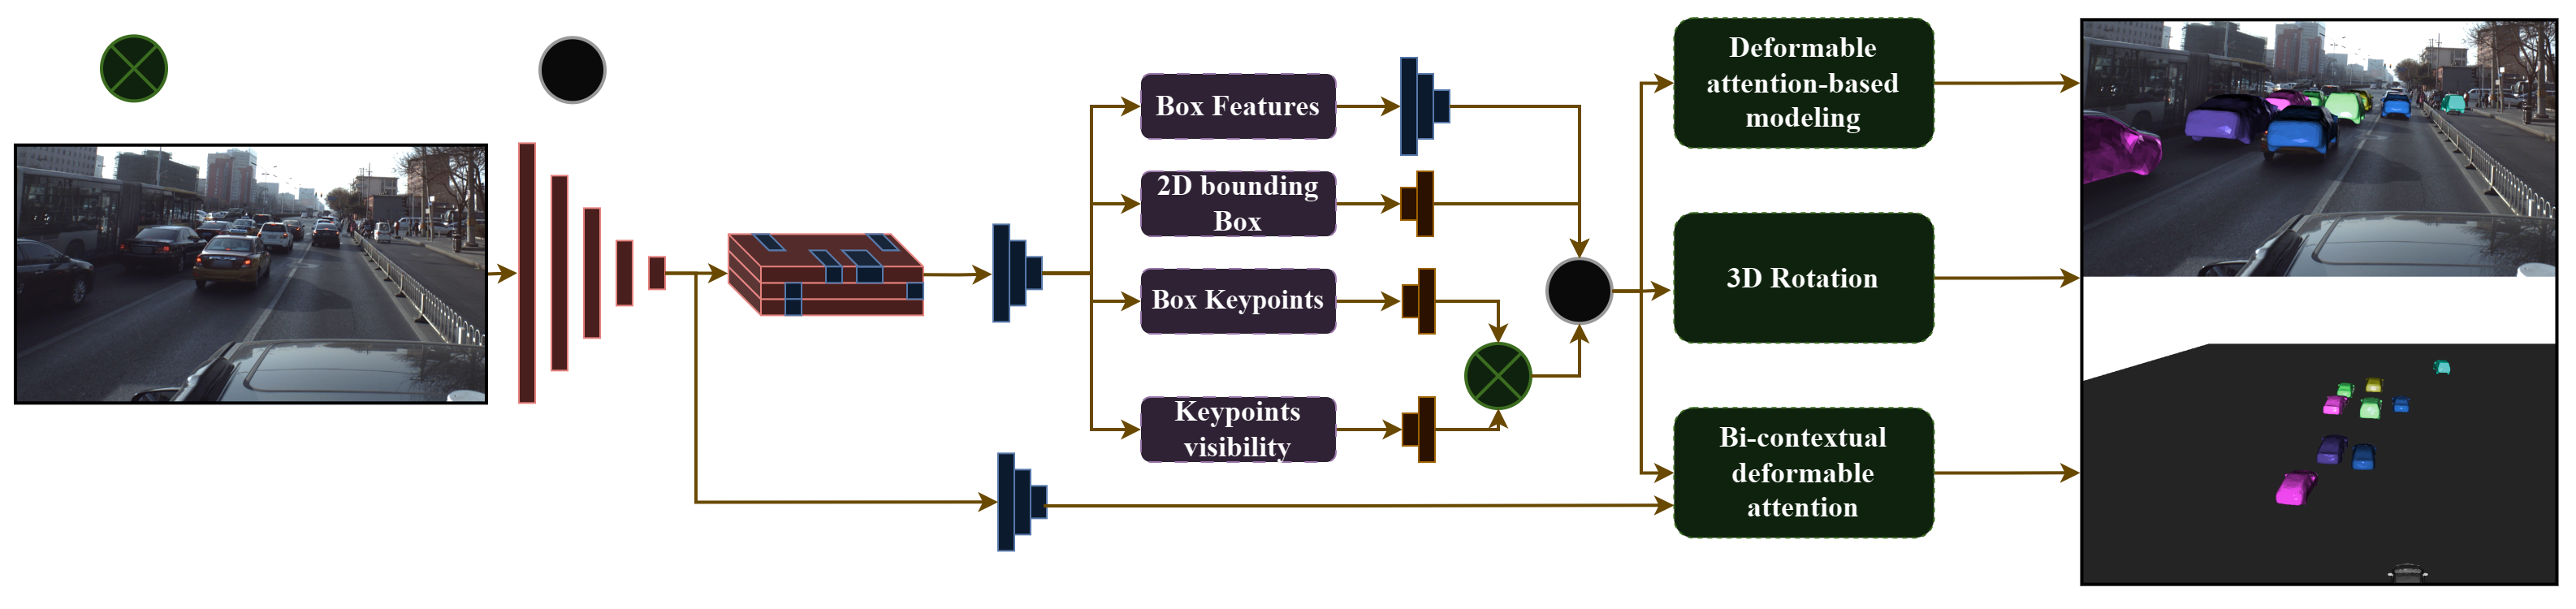 Box Features
2D bounding
Box
Box Keypoints
Keypoints
visibility
Deformable
attention-based
modeling
3D Rotation
Bi-contextual
deformable
attention